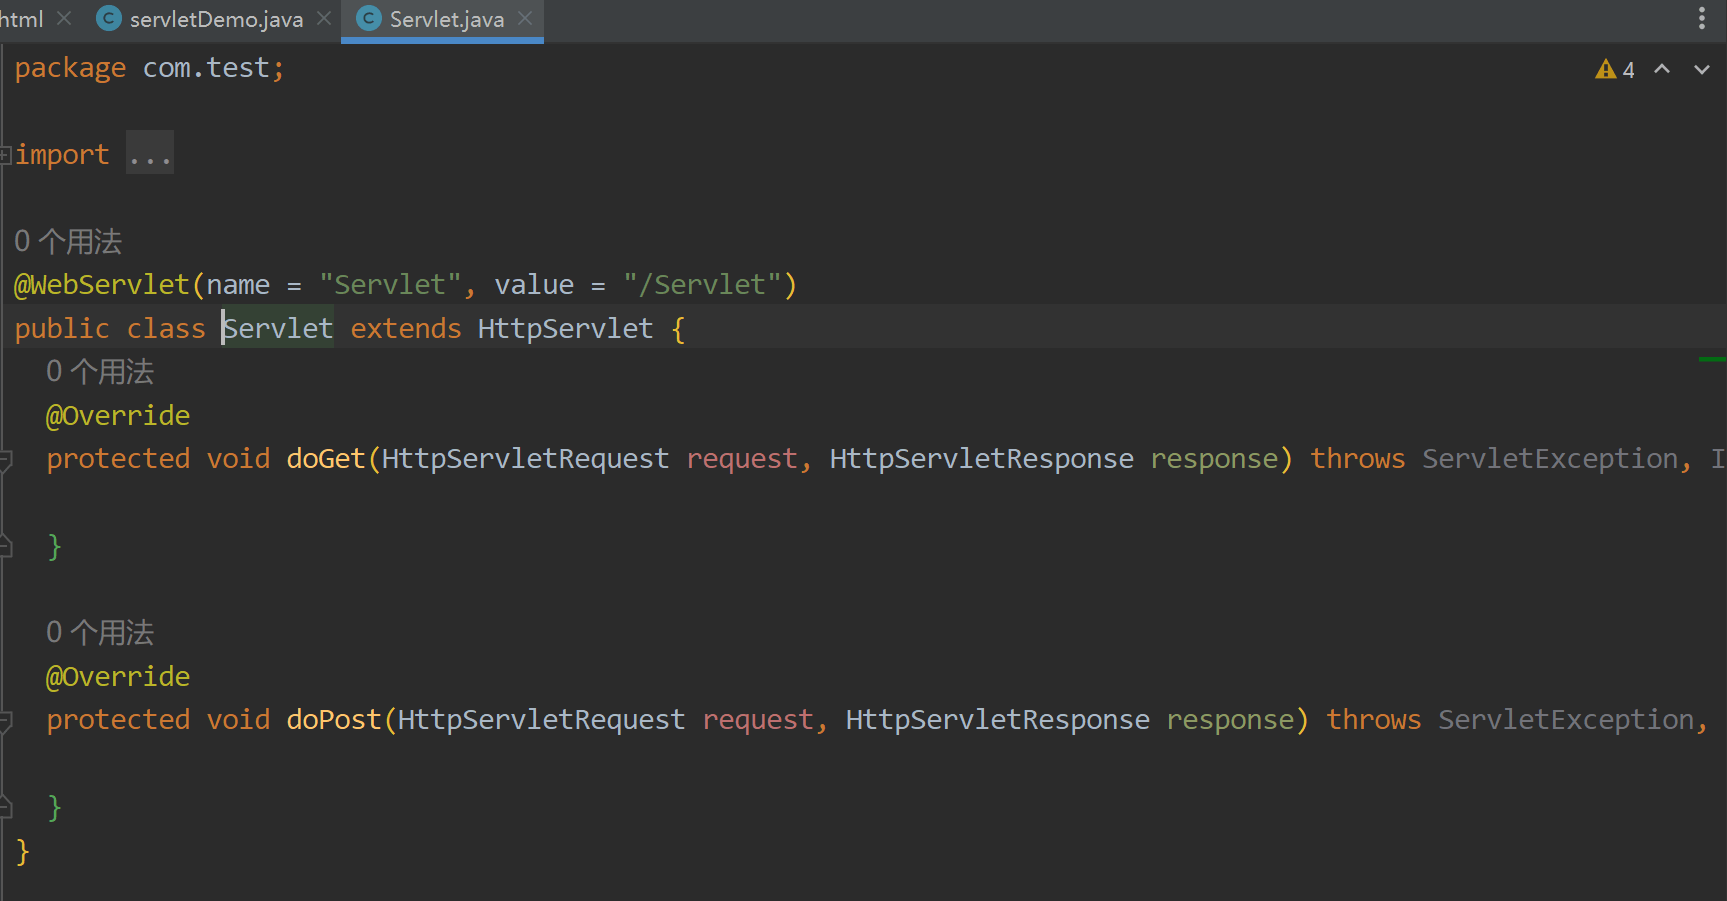 html servletDemo.java Servlet.java
package com.test;
4
import ...
0 个用法
@WebServlet(name = "Servlet", value = "/Servlet")
public class Servlet extends HttpServlet {
0 个用法
@Override
protected void doGet(HttpServletRequest request, HttpServletResponse response) throws ServletException, I
}
0 个用法
@Override
protected void doPost(HttpServletRequest request, HttpServletResponse response) throws ServletException,
}
}